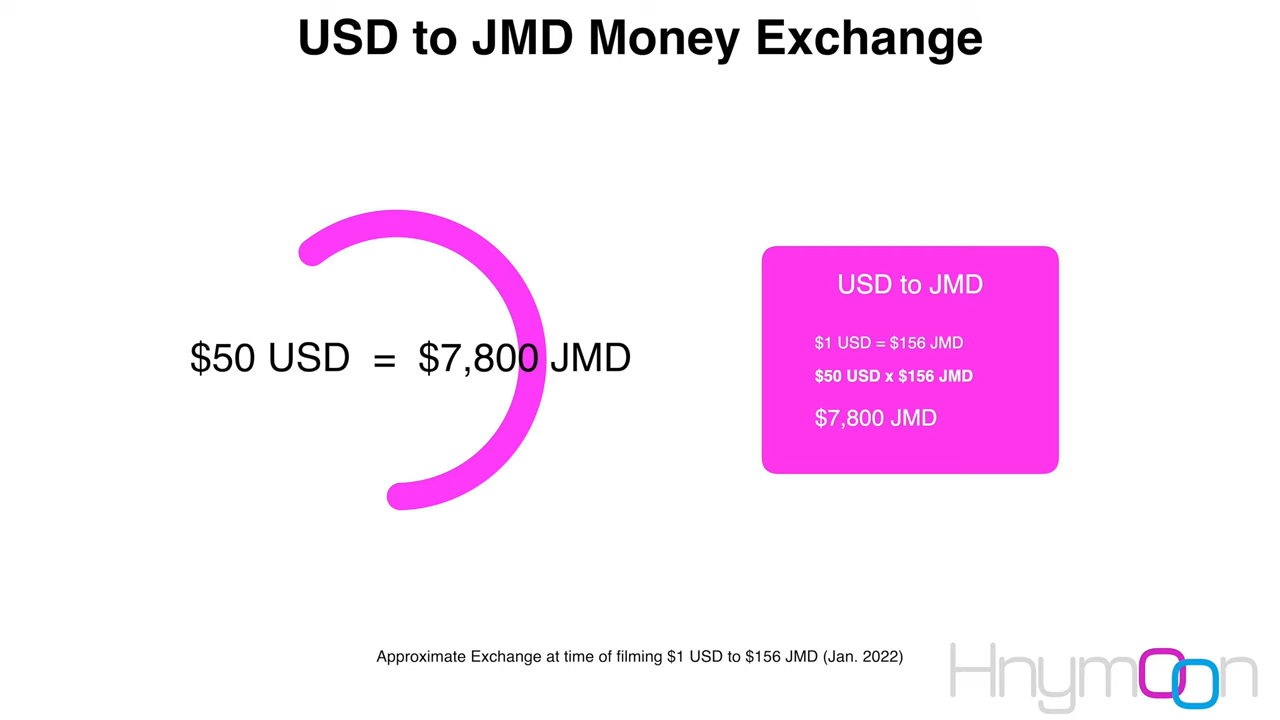 USD to JMD Money Exchange
$50 USD = $7,800 JMD
USD to JMD
$1 USD = $156 JMD
$50 USD x $156 JMD
$7,800 JMD
Approximate Exchange at time of filming $1 USD to $156 JMD (Jan. 2022)
Hnymoon